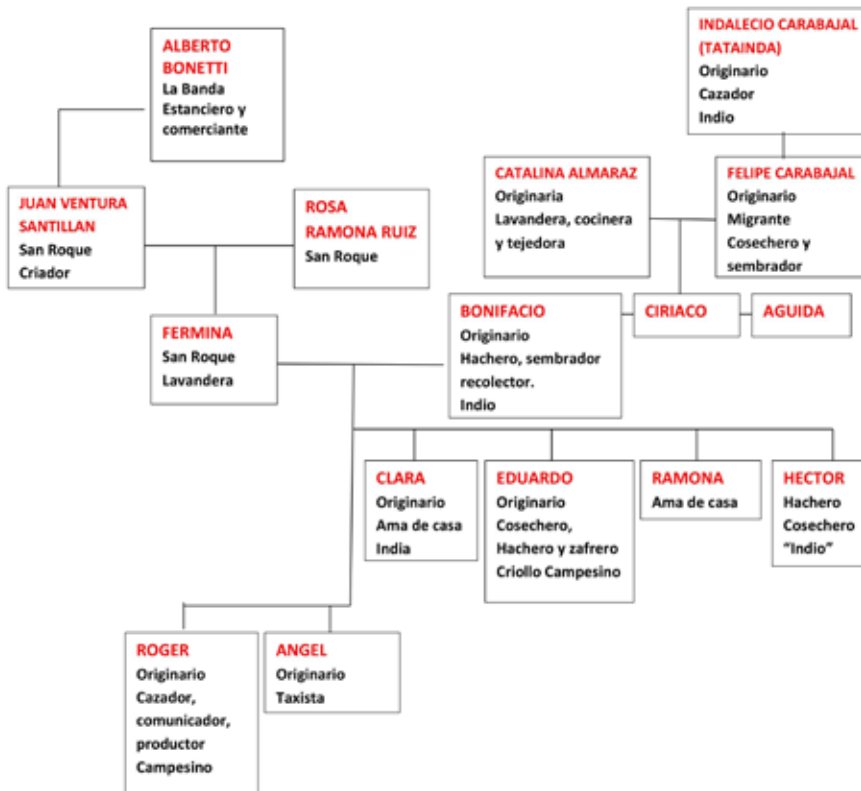 ALBERTO
BONETTI
La Banda
Estanciero y
comerciante
INDALECIO CARABAJAL
(TATAINDA)
Originario
Cazador
Indio
JUAN VENTURA
SANTILLAN
San Roque
Criador
ROSA
RAMONA RUIZ
San Roque
CATALINA ALMARAZ
Originaria
Lavandera, cocinera
y tejedora
FELIPE CARABAJAL
Originario
Migrante
Cosechero y
sembrador
FERMINA
San Roque
Lavandera
BONIFACIO
Originario
Hachero, sembrador
recolector.
Indio
CIRIACO
AGUIDA
CLARA
Originario
Ama de casa
India
EDUARDO
Originario
Cosechero,
Hachero y zafrero
Criollo Campesino
RAMONA
Ama de casa
HECTOR
Hachero
Cosechero
“Indio”
ROGER
Originario
Cazador,
comunicador,
productor
Campesino
ANGEL
Originario
Taxista